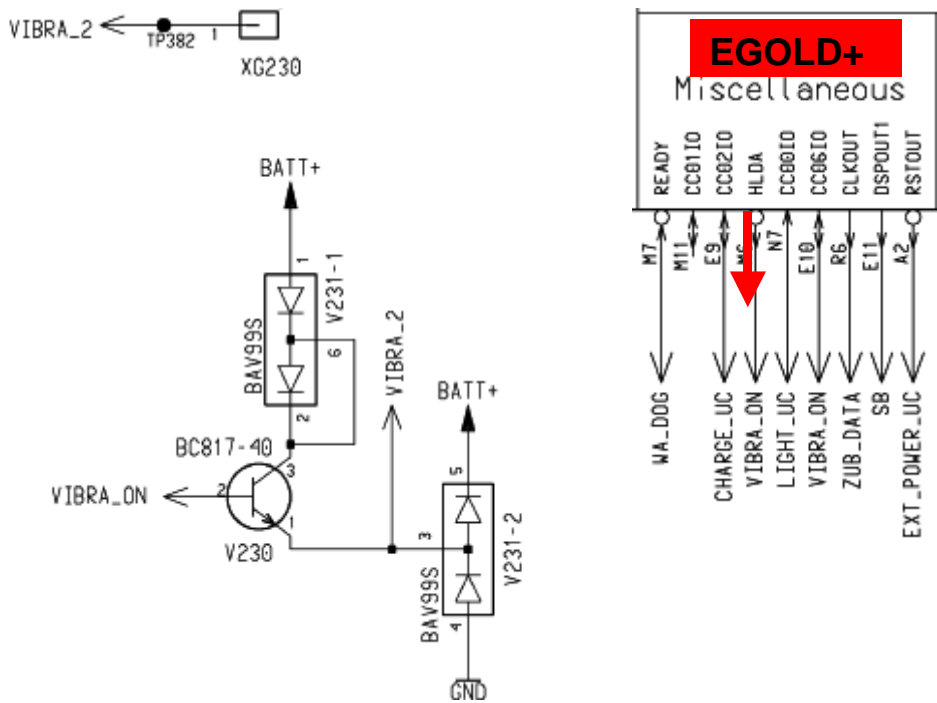 VIBRA_2
TP382
1
XG230
BATT+
1
V231-1
BAV99S
6
2
VIBRA_2
BC817-40
3
2
VIBRA_ON
1
V230
BATT+
5
3
V231-2
BAV99S
4
GND
EGOLD+
Miscellaneous
READY
CC01IO
CC02IO
HLDA
CC00IO
CC06IO
CLKOUT
DSPOUT1
RSTOUT
M7
M11
E9
M6
N7
E10
R6
E11
A2
WA_DOG
CHARGE_UC
VIBRA_ON
LIGHT_UC
VIBRA_ON
ZUB_DATA
SB
EXT_POWER_UC